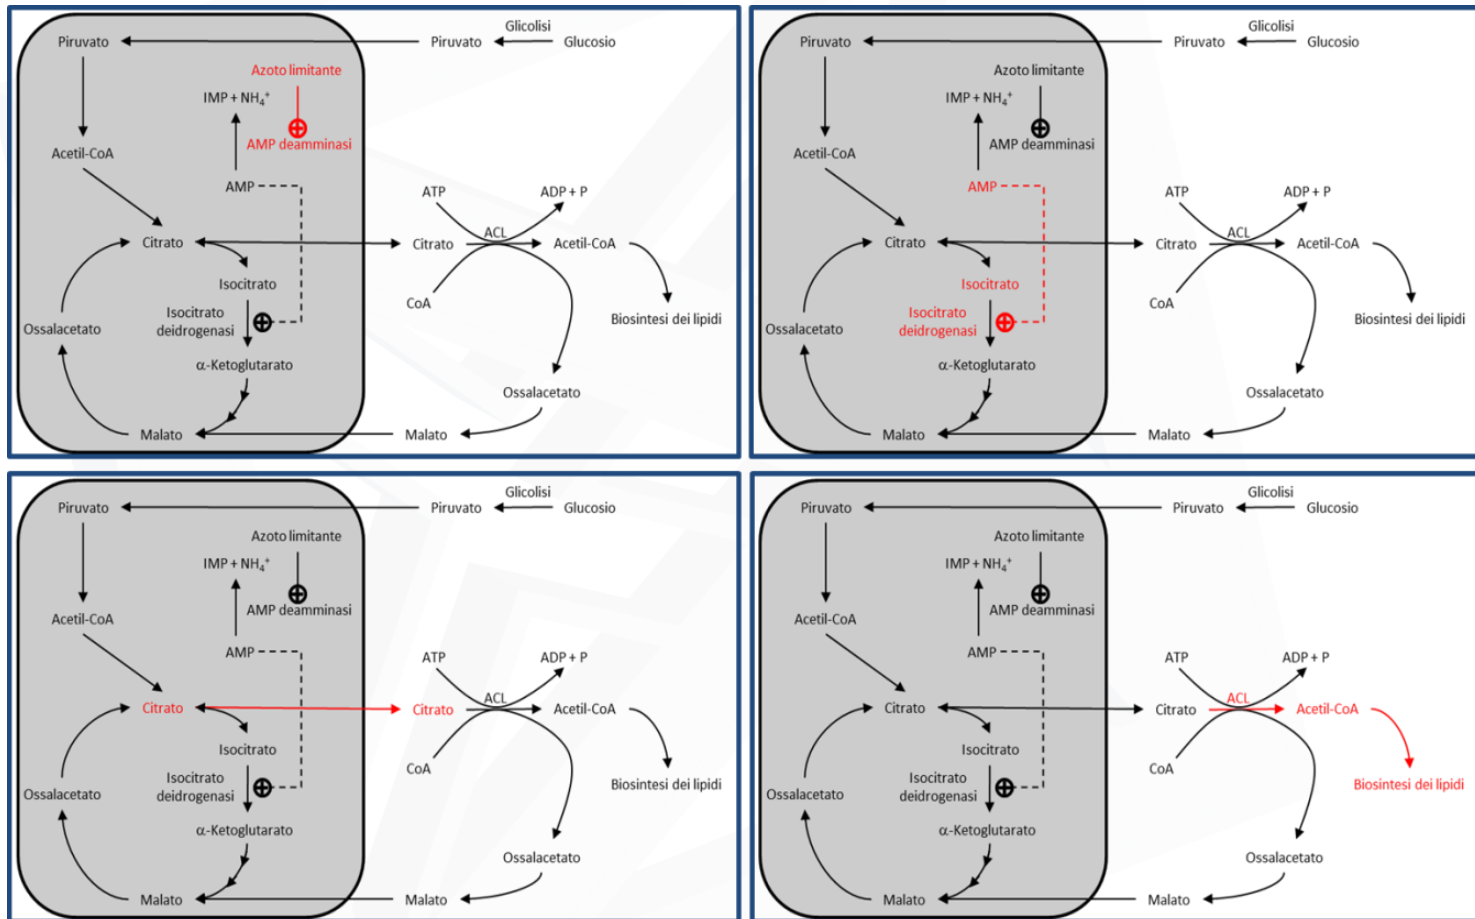 Glicolisi
Piruvato
Piruvato
Glucosio
Azoto limitante
IMP + NH₄⁺
AMP deamminasi
Acetil-CoA
AMP
ATP
ADP + P
ACL
Citrato
Citrato
Acetil-CoA
Isocitrato
CoA
Isocitrato
deidrogenasi
Biosintesi dei lipidi
Ossalacetato
α-Ketoglutarato
Ossalacetato
Malato
Malato
Glicolisi
Piruvato
Piruvato
Glucosio
Azoto limitante
IMP + NH₄⁺
AMP deamminasi
Acetil-CoA
AMP
ATP
ADP + P
ACL
Citrato
Citrato
Acetil-CoA
Isocitrato
CoA
Isocitrato
deidrogenasi
Biosintesi dei lipidi
Ossalacetato
α-Ketoglutarato
Ossalacetato
Malato
Malato
Glicolisi
Piruvato
Piruvato
Glucosio
Azoto limitante
IMP + NH₄⁺
AMP deamminasi
Acetil-CoA
AMP
ATP
ADP + P
ACL
Citrato
Citrato
Acetil-CoA
Isocitrato
CoA
Isocitrato
deidrogenasi
Biosintesi dei lipidi
Ossalacetato
α-Ketoglutarato
Ossalacetato
Malato
Malato
Glicolisi
Piruvato
Piruvato
Glucosio
Azoto limitante
IMP + NH₄⁺
AMP deamminasi
Acetil-CoA
AMP
ATP
ADP + P
ACL
Citrato
Citrato
Acetil-CoA
Isocitrato
CoA
Isocitrato
deidrogenasi
Biosintesi dei lipidi
Ossalacetato
α-Ketoglutarato
Ossalacetato
Malato
Malato